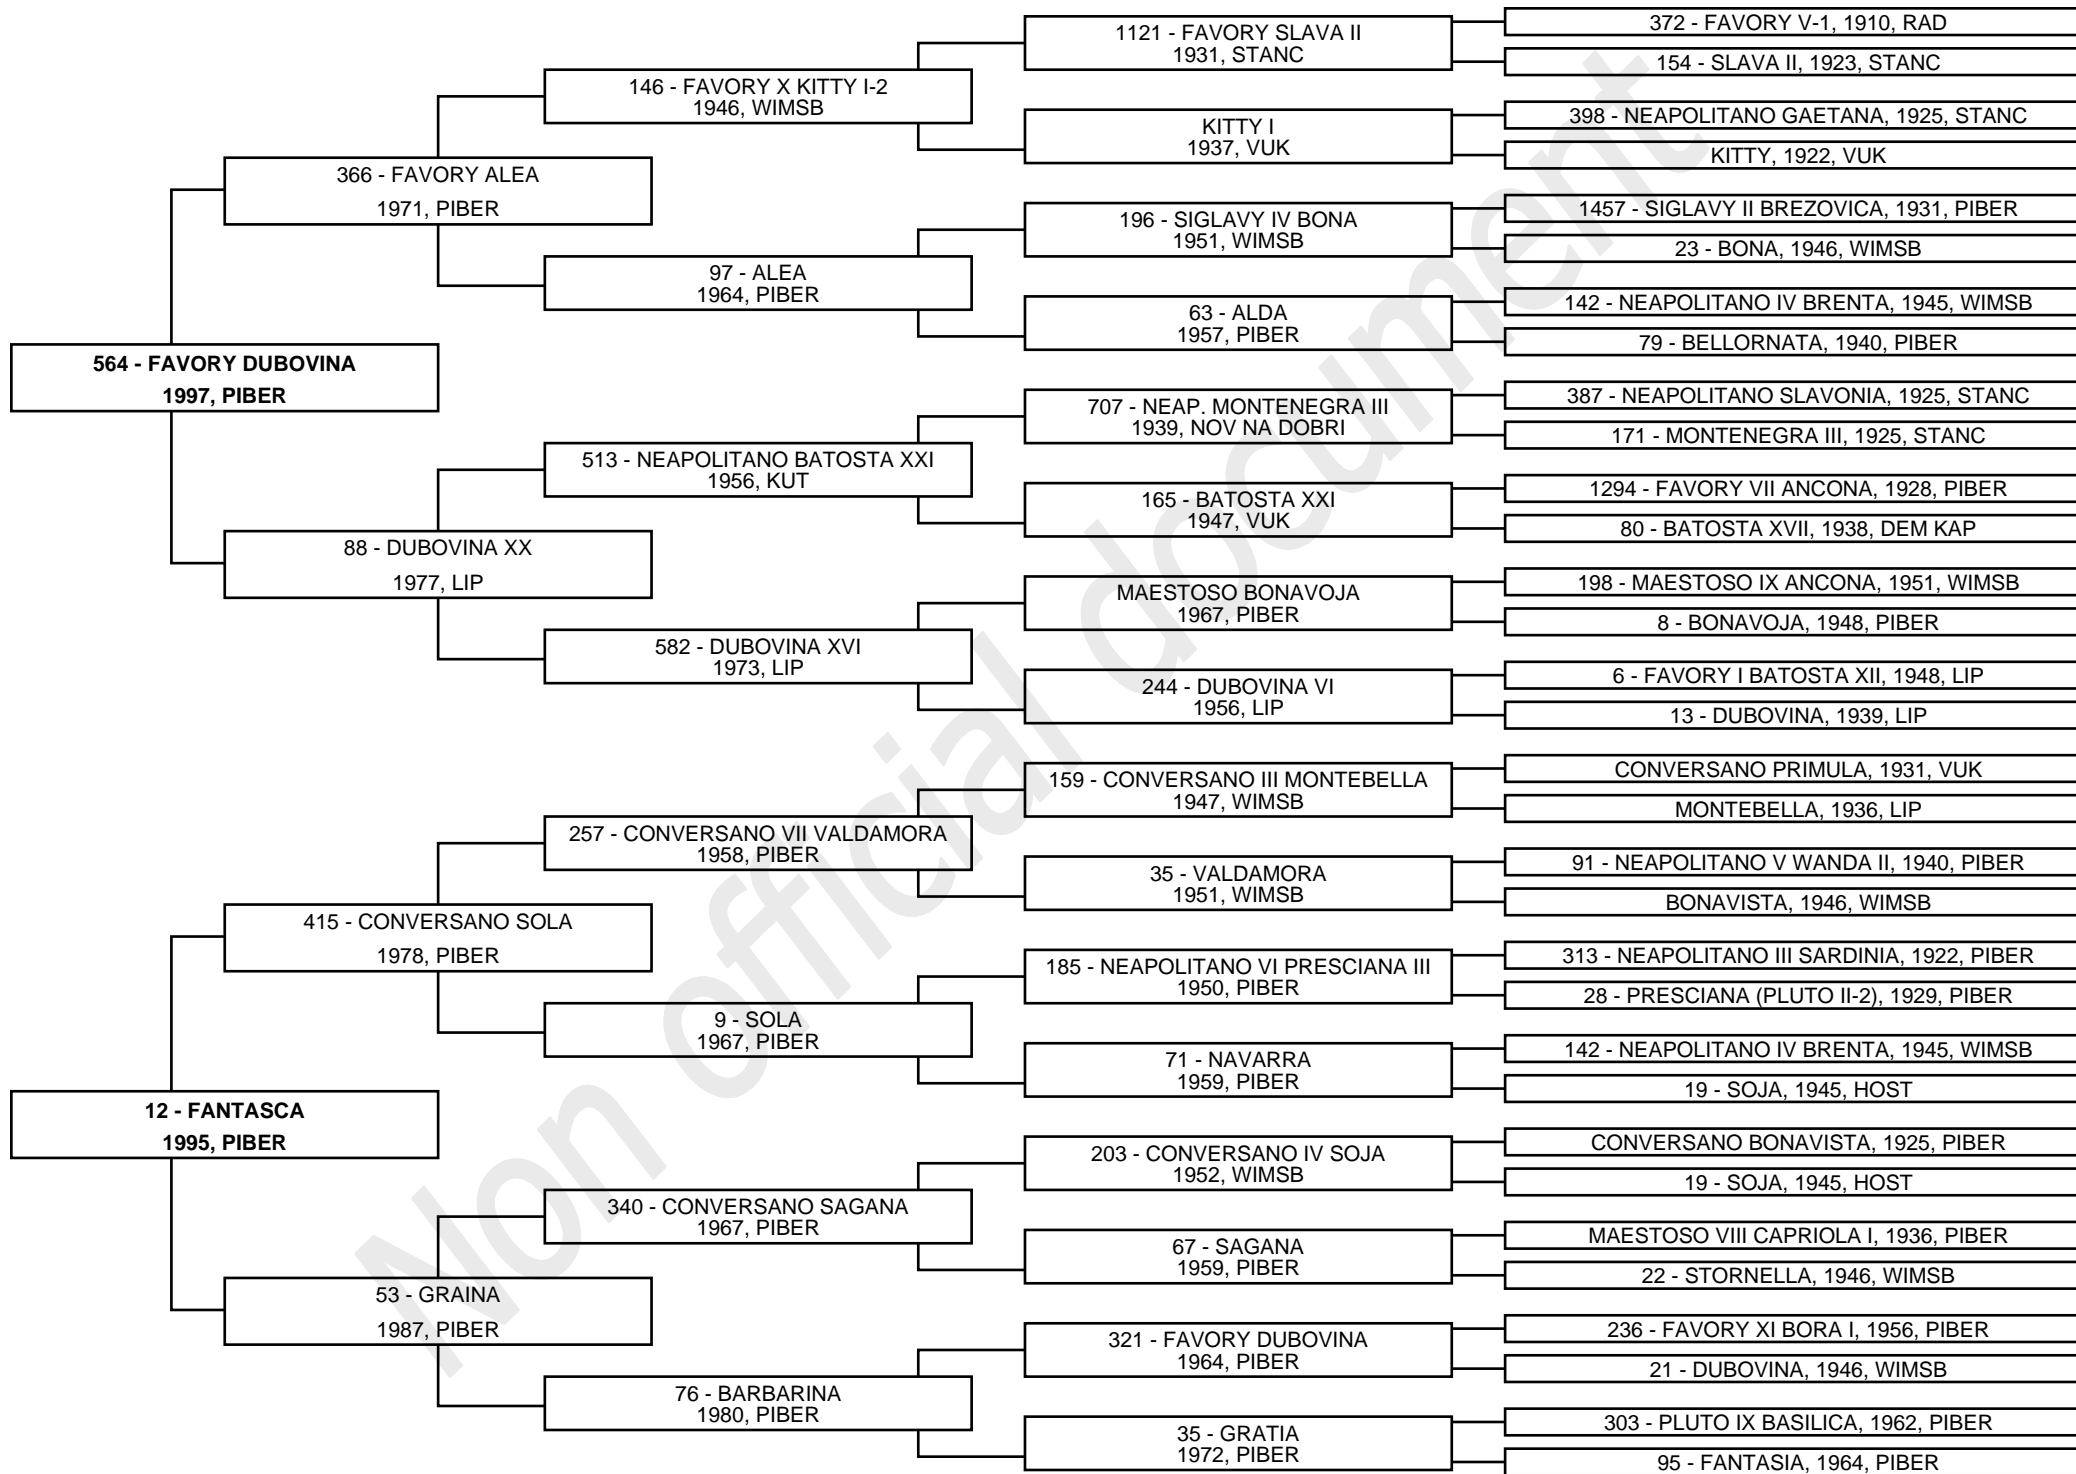 564 - FAVORY DUBOVINA
1997, PIBER
366 - FAVORY ALEA
1971, PIBER
146 - FAVORY X KITTY I-2
1946, WIMSB
1121 - FAVORY SLAVA II
1931, STANC
372 - FAVORY V-1, 1910, RAD
154 - SLAVA II, 1923, STANC
KITTY I
1937, VUK
398 - NEAPOLITANO GAETANA, 1925, STANC
KITTY, 1922, VUK
97 - ALEA
1964, PIBER
196 - SIGLAVY IV BONA
1951, WIMSB
1457 - SIGLAVY II BREZOVICA, 1931, PIBER
23 - BONA, 1946, WIMSB
63 - ALDA
1957, PIBER
142 - NEAPOLITANO IV BRENTA, 1945, WIMSB
79 - BELLORNATA, 1940, PIBER
88 - DUBOVINA XX
1977, LIP
513 - NEAPOLITANO BATOSTA XXI
1956, KUT
707 - NEAP. MONTENEGRA III
1939, NOV NA DOBRI
387 - NEAPOLITANO SLAVONIA, 1925, STANC
171 - MONTENEGRA III, 1925, STANC
165 - BATOSTA XXI
1947, VUK
1294 - FAVORY VII ANCONA, 1928, PIBER
80 - BATOSTA XVII, 1938, DEM KAP
582 - DUBOVINA XVI
1973, LIP
MAESTOSO BONAVOJA
1967, PIBER
198 - MAESTOSO IX ANCONA, 1951, WIMSB
8 - BONAVOJA, 1948, PIBER
244 - DUBOVINA VI
1956, LIP
6 - FAVORY I BATOSTA XII, 1948, LIP
13 - DUBOVINA, 1939, LIP
12 - FANTASCA
1995, PIBER
415 - CONVERSANO SOLA
1978, PIBER
257 - CONVERSANO VII VALDAMORA
1958, PIBER
159 - CONVERSANO III MONTEBELLA
1947, WIMSB
CONVERSANO PRIMULA, 1931, VUK
MONTEBELLA, 1936, LIP
35 - VALDAMORA
1951, WIMSB
91 - NEAPOLITANO V WANDA II, 1940, PIBER
BONAVISTA, 1946, WIMSB
9 - SOLA
1967, PIBER
185 - NEAPOLITANO VI PRESCIANA III
1950, PIBER
313 - NEAPOLITANO III SARDINIA, 1922, PIBER
28 - PRESCIANA (PLUTO II-2), 1929, PIBER
71 - NAVARRA
1959, PIBER
142 - NEAPOLITANO IV BRENTA, 1945, WIMSB
19 - SOJA, 1945, HOST
53 - GRAINA
1987, PIBER
340 - CONVERSANO SAGANA
1967, PIBER
203 - CONVERSANO IV SOJA
1952, WIMSB
CONVERSANO BONAVISTA, 1925, PIBER
19 - SOJA, 1945, HOST
67 - SAGANA
1959, PIBER
MAESTOSO VIII CAPRIOLA I, 1936, PIBER
22 - STORNELLA, 1946, WIMSB
76 - BARBARINA
1980, PIBER
321 - FAVORY DUBOVINA
1964, PIBER
236 - FAVORY XI BORA I, 1956, PIBER
21 - DUBOVINA, 1946, WIMSB
35 - GRATIA
1972, PIBER
303 - PLUTO IX BASILICA, 1962, PIBER
95 - FANTASIA, 1964, PIBER
Non official document